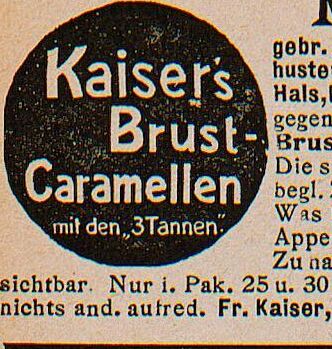 Kaiser's
Brust-
Caramellen
mit den „3 Tannen."
gebr.
huste
Hals,
gegen
Brus
Die s
begl.
Was
Appe
Zu na
sichtbar. Nur i. Pak. 25 u. 30
nichts and. aufred. Fr. Kaiser,